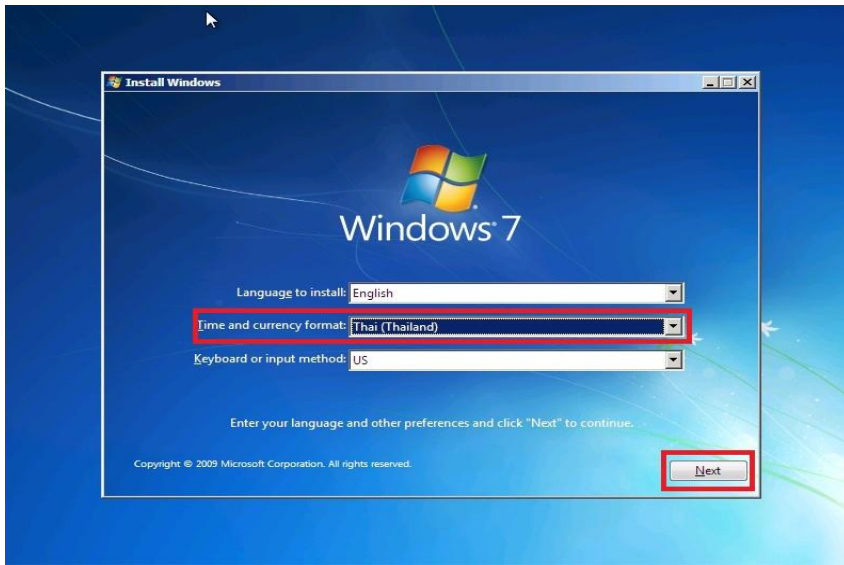 Install Windows
Windows 7
Language to install: English
Time and currency format: Thai (Thailand)
Keyboard or input method: US
Enter your language and other preferences and click "Next" to continue.
Copyright © 2009 Microsoft Corporation. All rights reserved.
Next